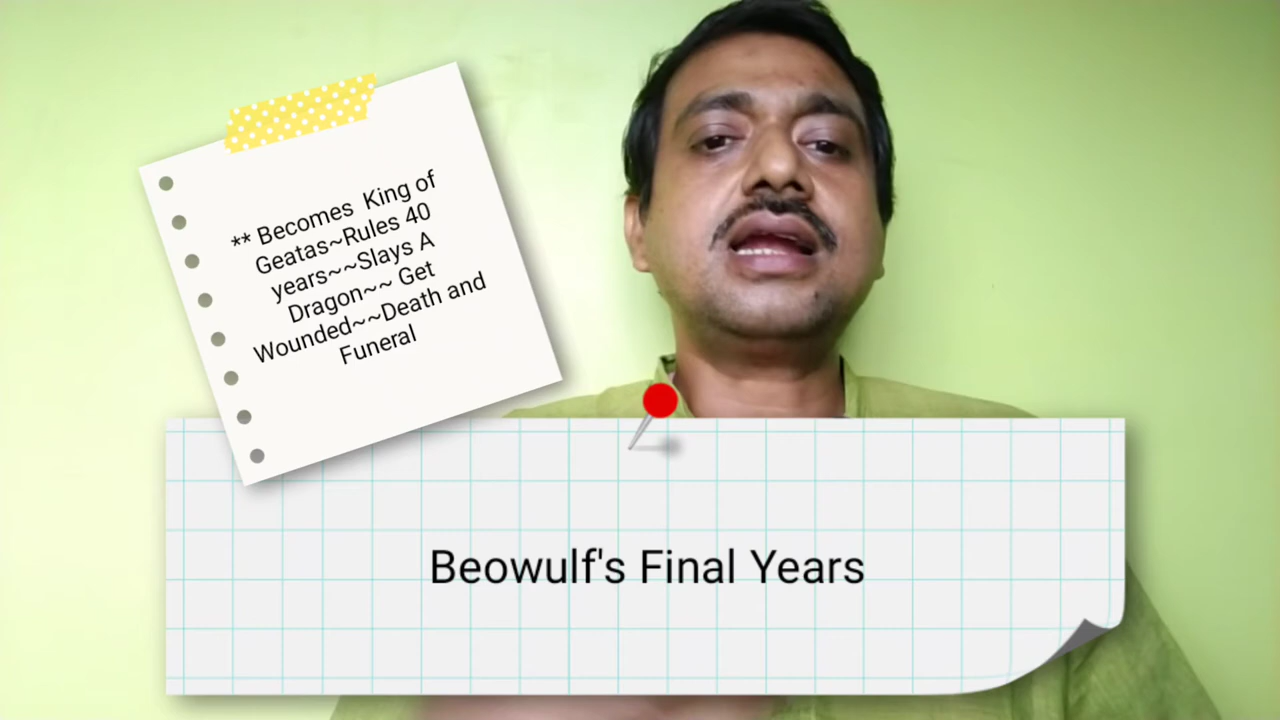 ** Becomes  King of
Geatas~Rules 40
years~~Slays A
Dragon~~ Get
Wounded~~Death and
Funeral
Beowulf's Final Years